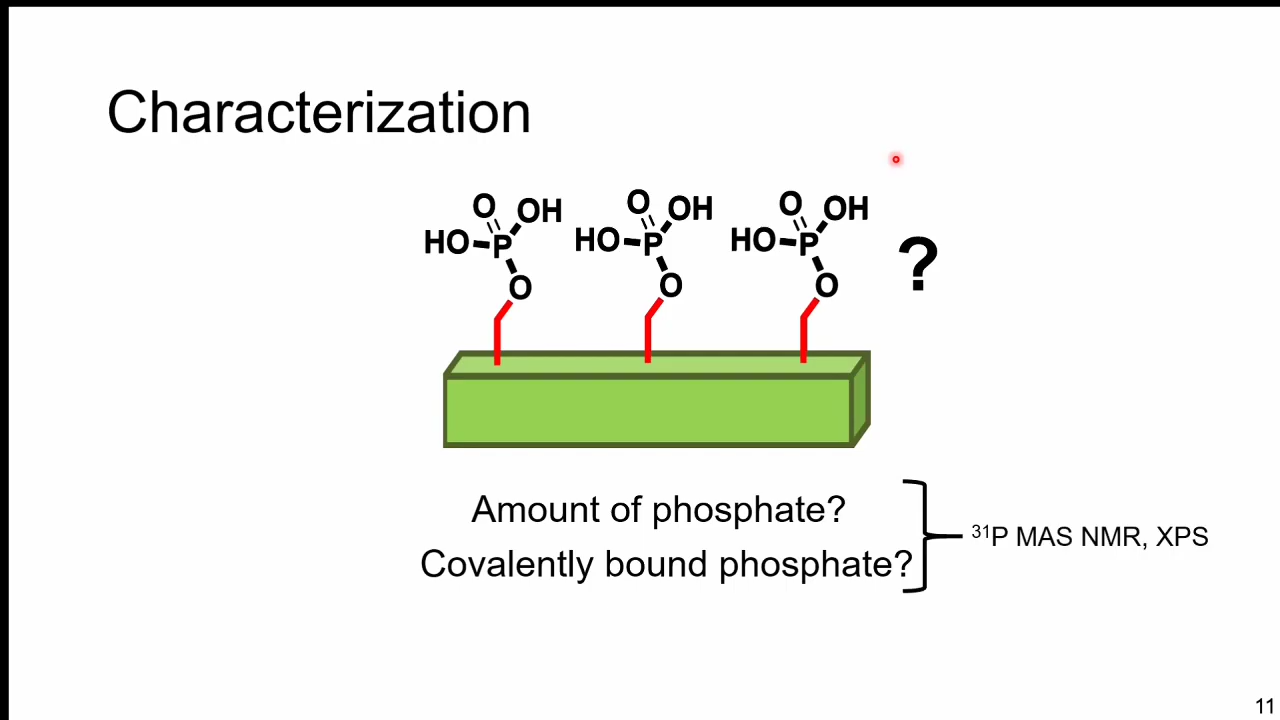 Characterization
O OH O OH O OH
HO P HO P HO P ?
O O O
Amount of phosphate?
Covalently bound phosphate?
³¹P MAS NMR, XPS
11